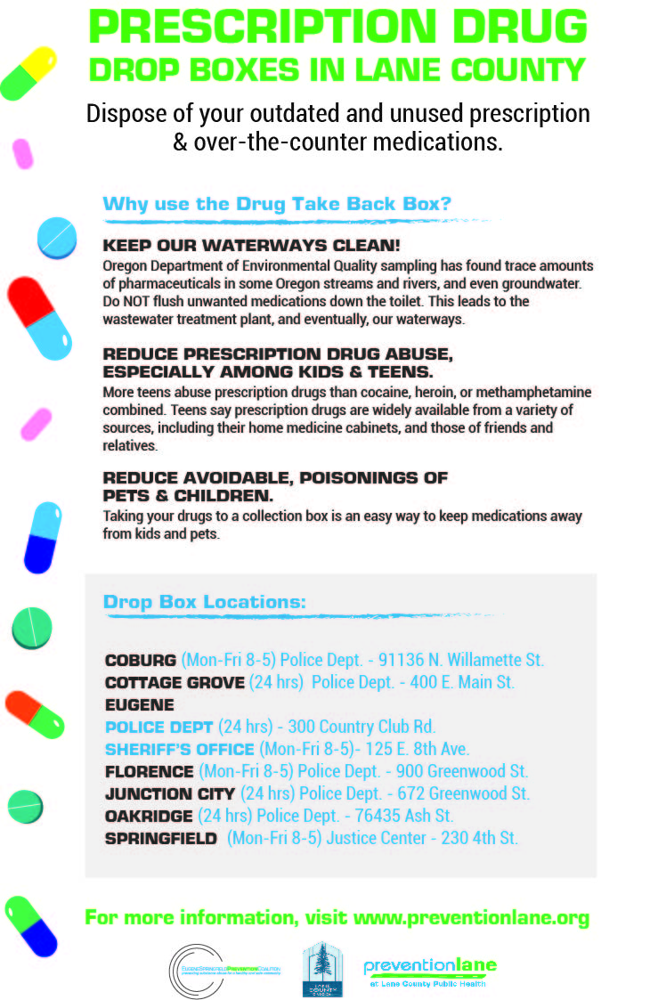 PRESCRIPTION DRUG
DROP BOXES IN LANE COUNTY
Dispose of your outdated and unused prescription
& over-the-counter medications.
Why use the Drug Take Back Box?
KEEP OUR WATERWAYS CLEAN!
Oregon Department of Environmental Quality sampling has found trace amounts
of pharmaceuticals in some Oregon streams and rivers, and even groundwater.
Do NOT flush unwanted medications down the toilet. This leads to the
wastewater treatment plant, and eventually, our waterways.
REDUCE PRESCRIPTION DRUG ABUSE,
ESPECIALLY AMONG KIDS & TEENS.
More teens abuse prescription drugs than cocaine, heroin, or methamphetamine
combined. Teens say prescription drugs are widely available from a variety of
sources, including their home medicine cabinets, and those of friends and
relatives.
REDUCE AVOIDABLE, POISONINGS OF
PETS & CHILDREN.
Taking your drugs to a collection box is an easy way to keep medications away
from kids and pets.
Drop Box Locations:
COBURG (Mon-Fri 8-5) Police Dept. - 91136 N. Willamette St.
COTTAGE GROVE (24 hrs) Police Dept. - 400 E. Main St.
EUGENE
POLICE DEPT (24 hrs) - 300 Country Club Rd.
SHERIFF'S OFFICE (Mon-Fri 8-5)- 125 E. 8th Ave.
FLORENCE (Mon-Fri 8-5) Police Dept. - 900 Greenwood St.
JUNCTION CITY (24 hrs) Police Dept. - 672 Greenwood St.
OAKRIDGE (24 hrs) Police Dept. - 76435 Ash St.
SPRINGFIELD (Mon-Fri 8-5) Justice Center - 230 4th St.
For more information, visit www.preventionlane.org
EUGENESPRINGFIELDPREVENTIONCOALITION
LANE
COUNTY
preventionlane
at Lane County Public Health